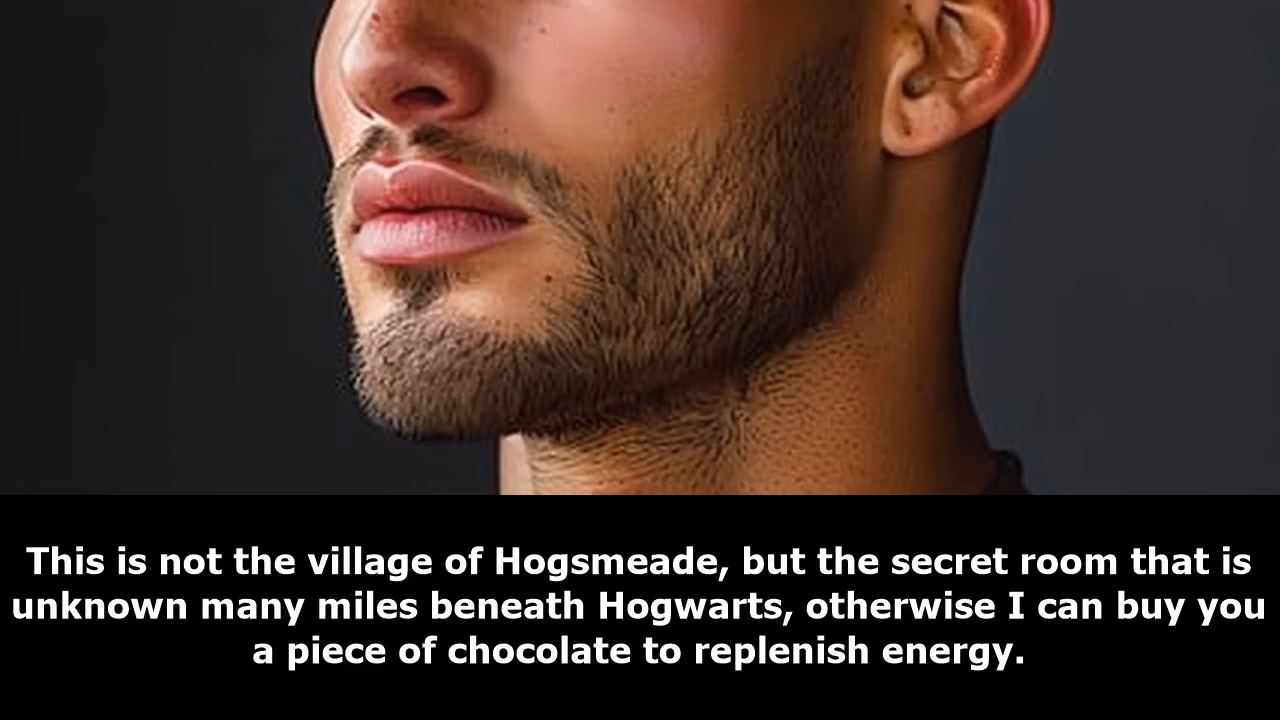 This is not the village of Hogsmeade, but the secret room that is
unknown many miles beneath Hogwarts, otherwise I can buy you
a piece of chocolate to replenish energy.